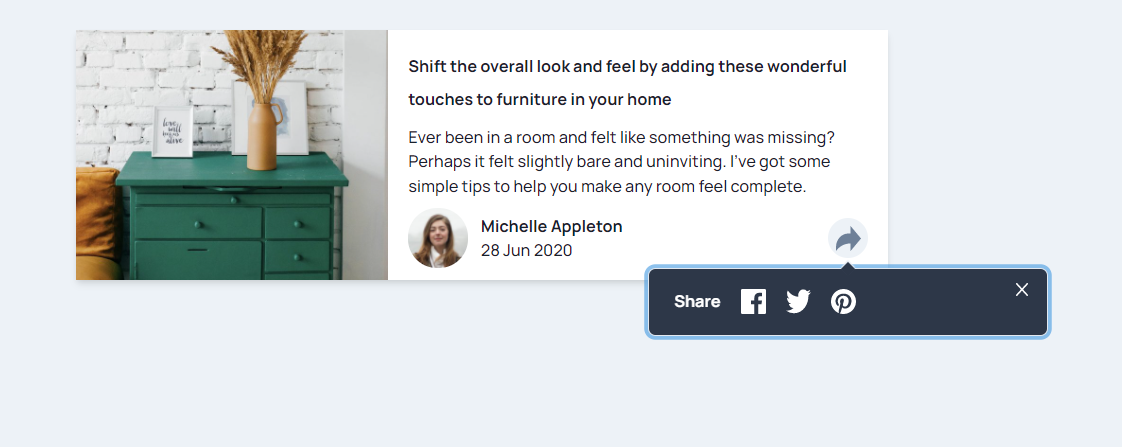 Shift the overall look and feel by adding these wonderful
touches to furniture in your home
Ever been in a room and felt like something was missing?
Perhaps it felt slightly bare and uninviting. I’ve got some
simple tips to help you make any room feel complete.
Michelle Appleton
28 Jun 2020
Share